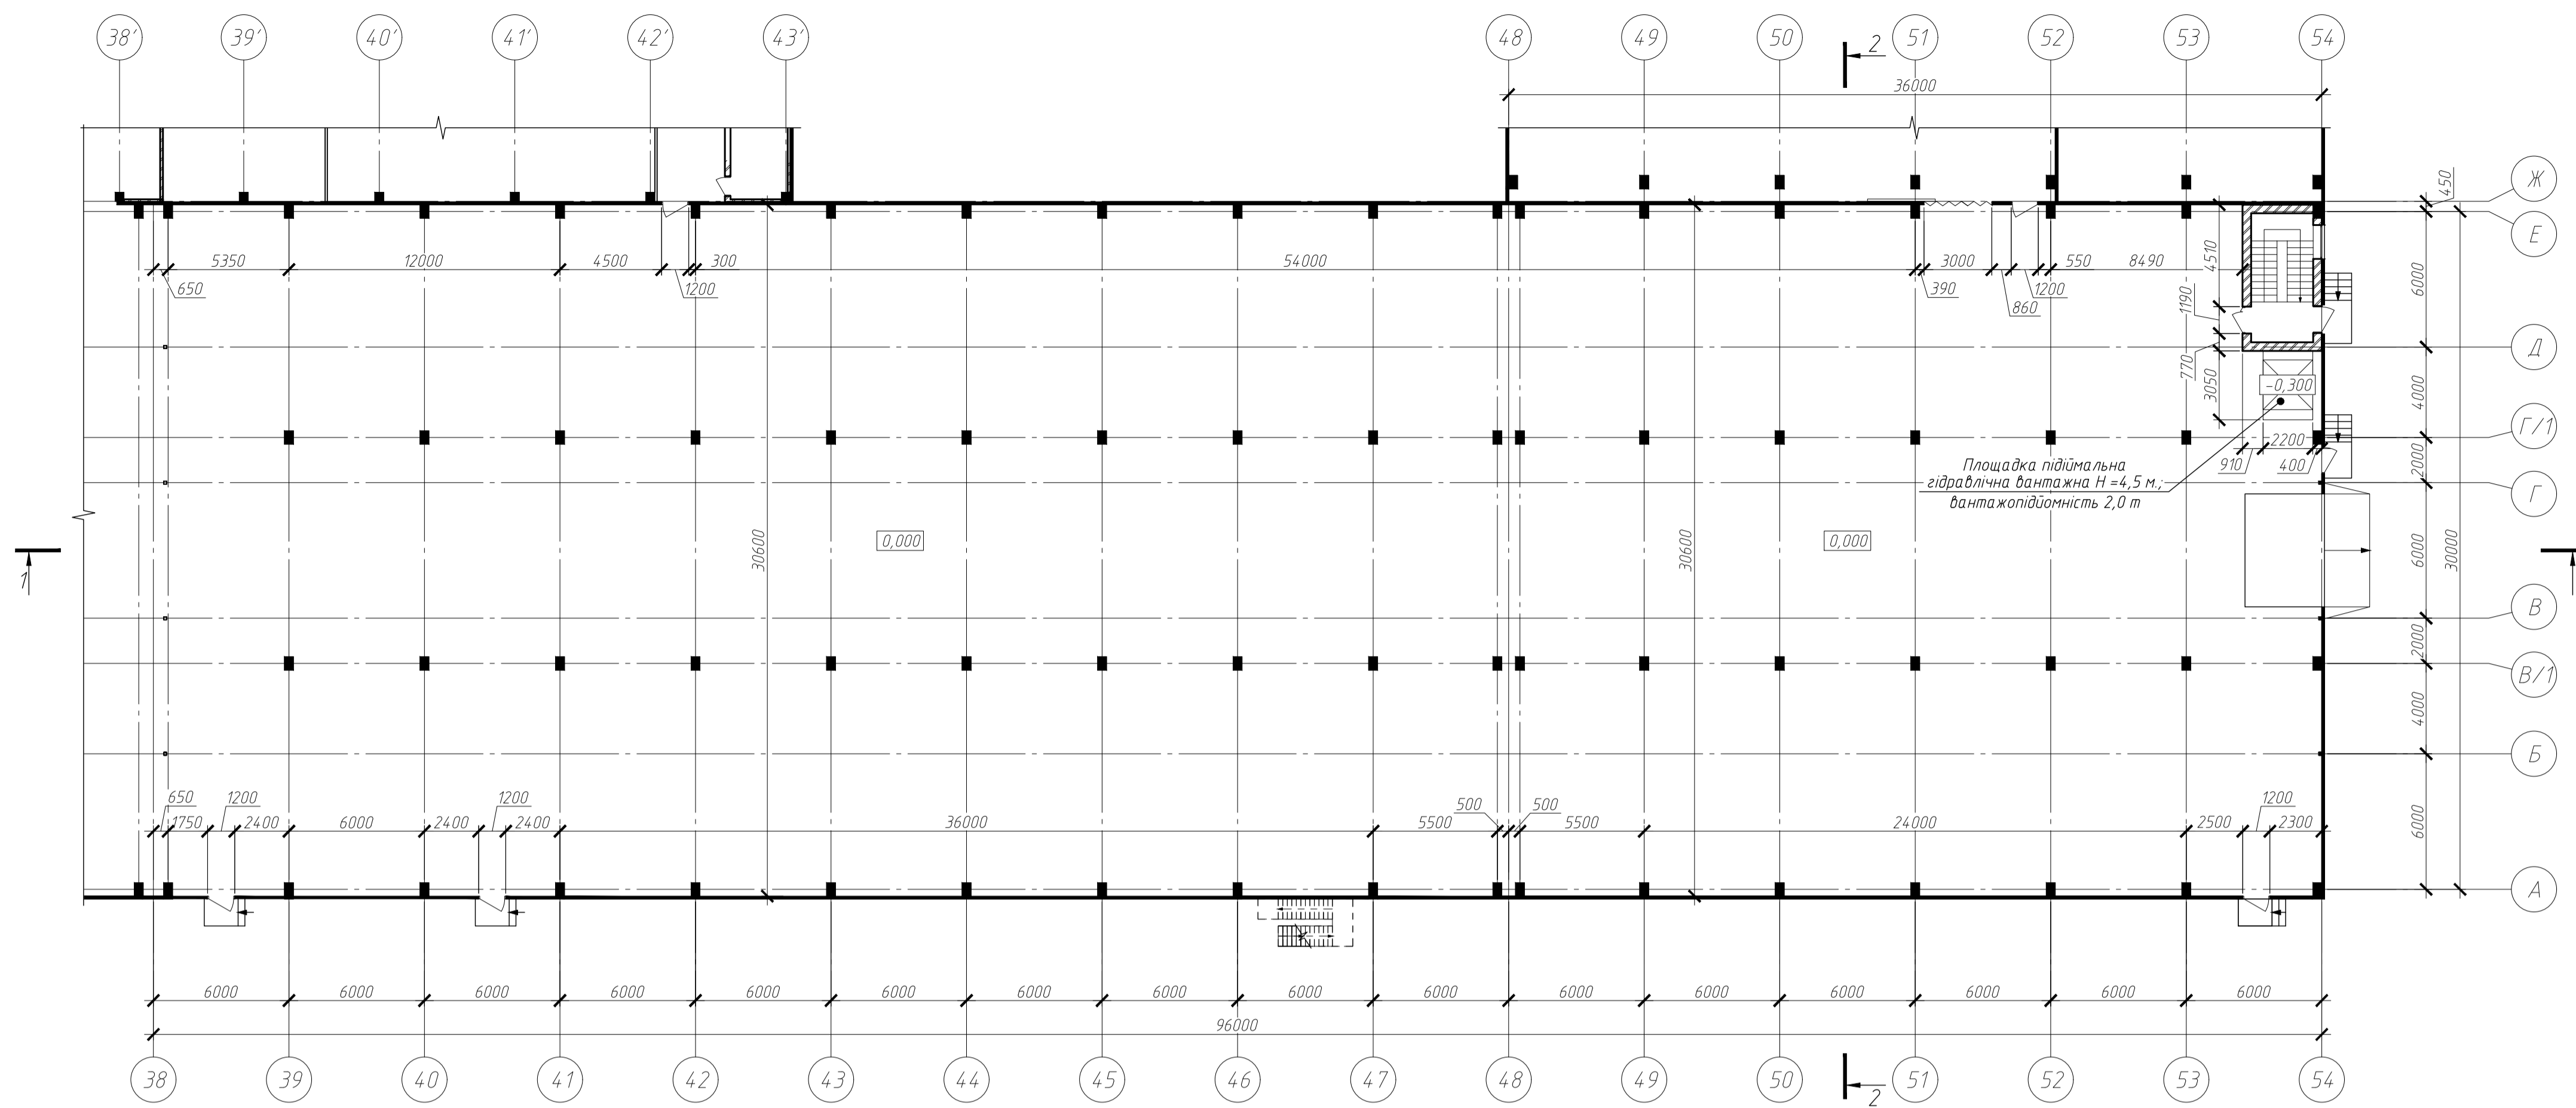 38' 39' 40' 41' 42' 43' 48 49 50 51 52 53 54
2
36000
450
Ж
Е
5350 12000 4500 300 54000 3000 550 8490
650 1200 390 860 1200
4510
1190
770
3050
6000
Д
-0,300
4000
Г/1
2200
910 400
2000
Площадка підіймальна
гідравлічна вантажна Н =4,5 м.;
вантажопідйомність 2,0 т
Г
0,000 0,000
30600 30600
6000 30000
1
В
2000
В/1
4000
Б
650 1200 1200 500 500 1200
1750 2400 6000 2400 2400 36000 5500 5500 24000 2500 2300
6000
А
6000 6000 6000 6000 6000 6000 6000 6000 6000 6000 6000 6000 6000 6000 6000 6000
96000
38 39 40 41 42 43 44 45 46 47 48 49 50 51 52 53 54
2